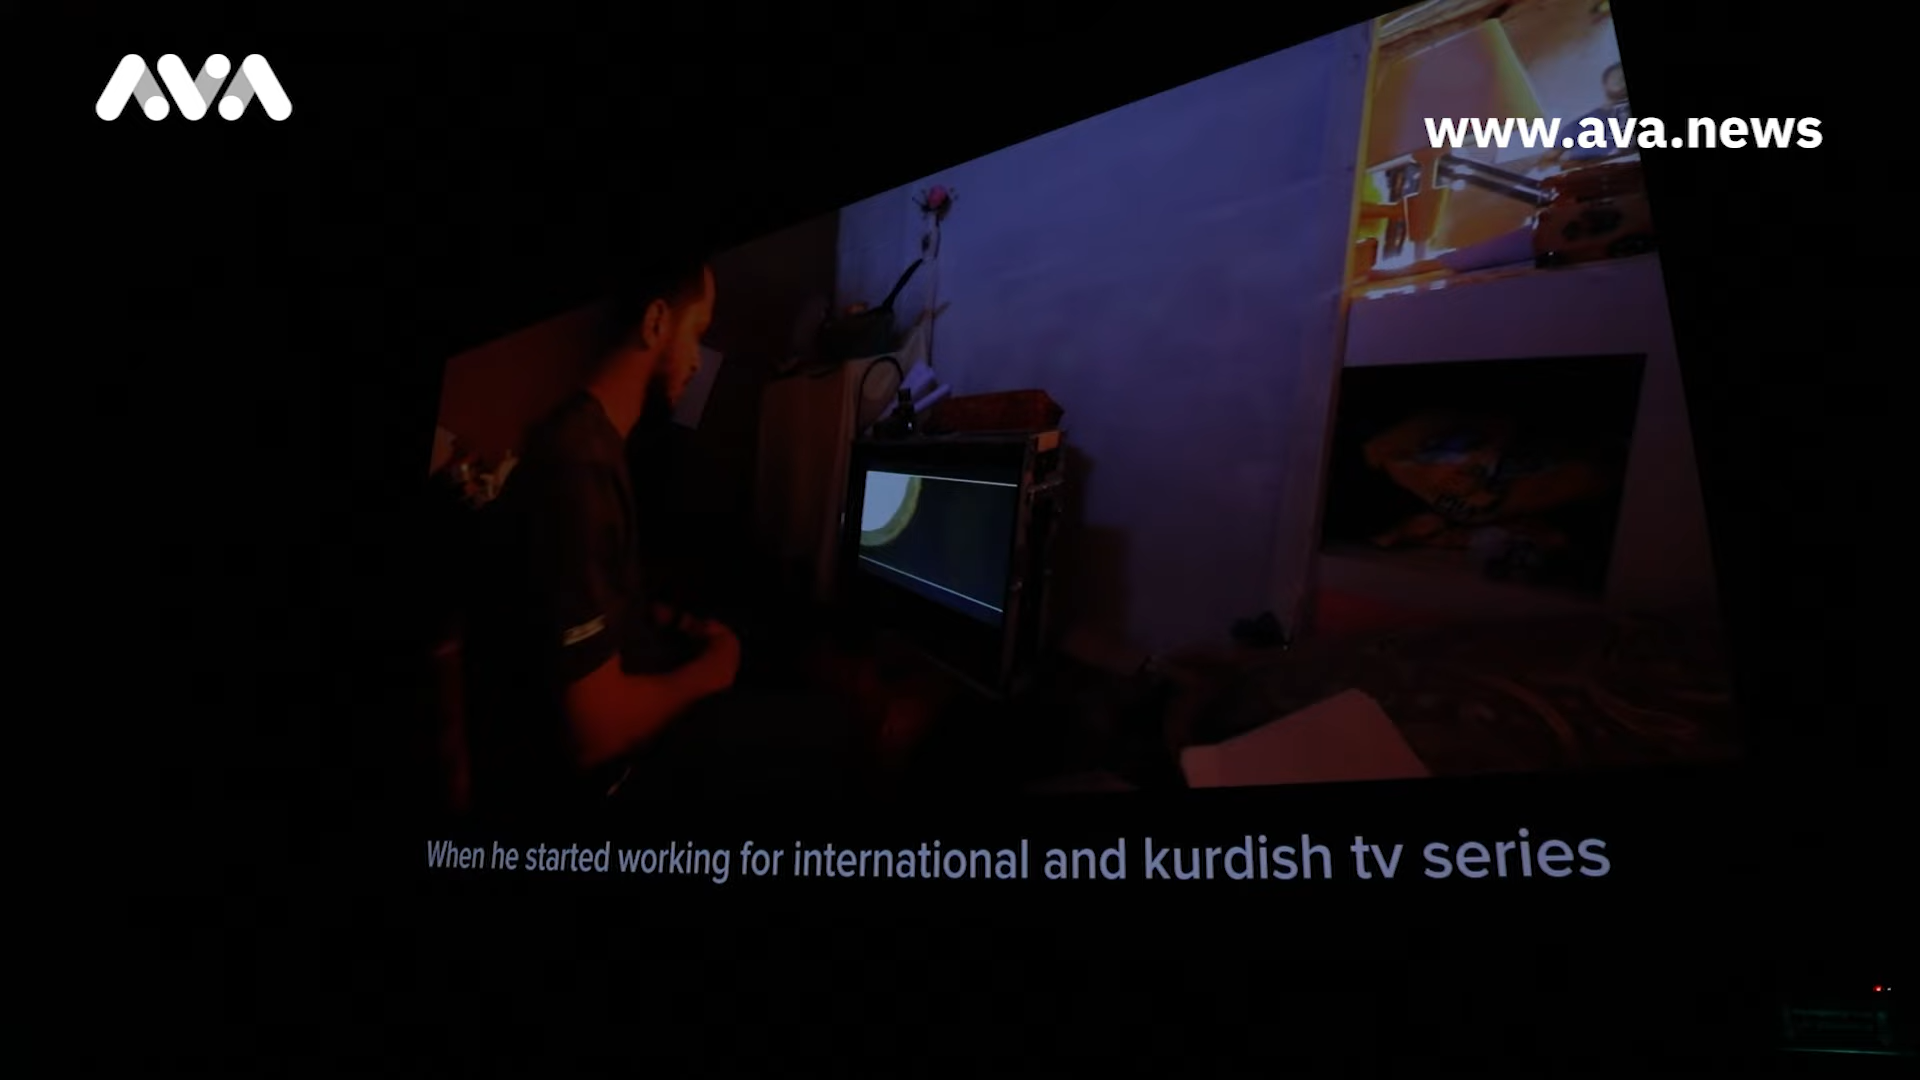 AVA
www.ava.news
When he started working for international and kurdish tv series